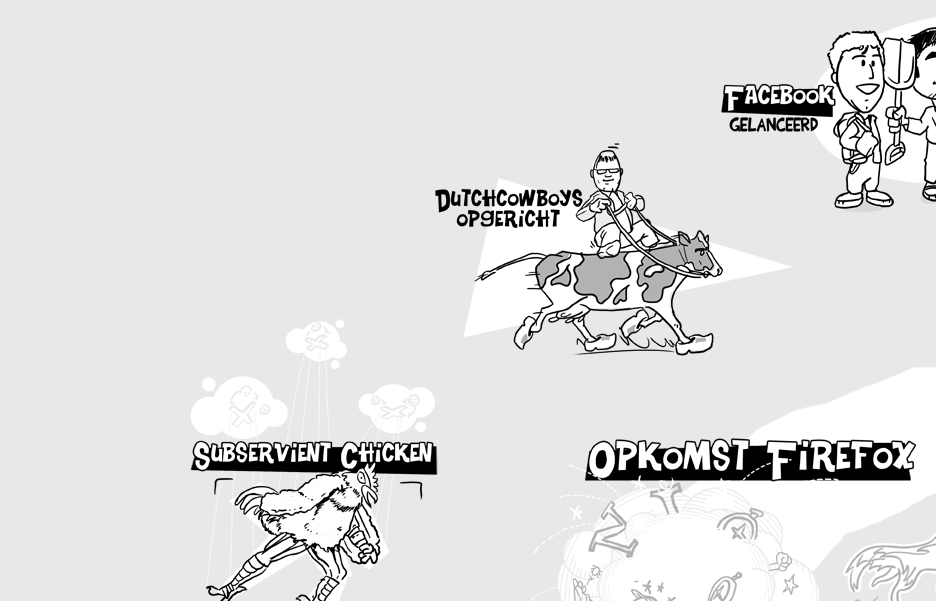 FACEBOOK
GELANCEERD
DUTCHCOWBOYS
OPGERICHT
SUBSERVIENT CHICKEN
OPKOMST FIREFOX
N Y